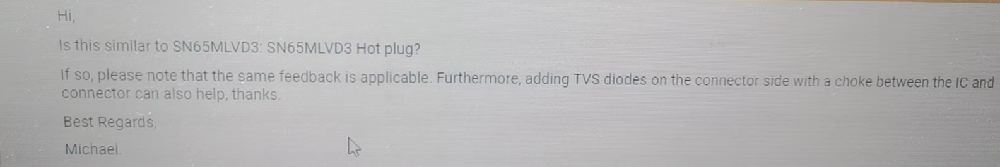 Hi,
Is this similar to SN65MLVD3: SN65MLVD3 Hot plug?
If so, please note that the same feedback is applicable. Furthermore, adding TVS diodes on the connector side with a choke between the IC and
connector can also help, thanks.
Best Regards,
Michael.